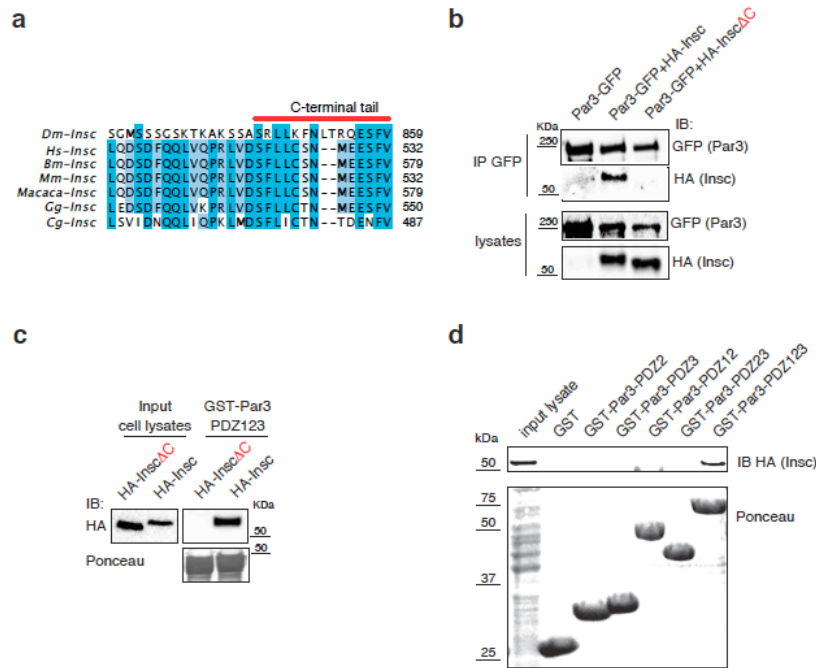 a
C-terminal tail
Dm-Insc SGMSSSGSKTKAKSSASRLLKFNLTRQESFV 859
Hs-Insc LQDSDFQQLVQPRLVDSFLLCSN--MEESFV 532
Bm-Insc LQDSDFQQLVQPRLVDSFLLCSN--MEESFV 579
Mm-Insc LQDSDFQQLVQPRLVDSFLLCSN--MEESFV 532
Macaca-Insc LQDSDFQQLVQPRLVDSFLLCSN--MEESFV 579
Gg-Insc LEDSDFQQLVKPRLVDSFLLCTN--MEESFV 550
Cg-Insc LSVIDNQQLIQPKLMDSFLICTN--TDENFV 487
b
Par3-GFP
Par3-GFP+HA-Insc
Par3-GFP+HA-InscΔC
KDa
IB:
IP GFP
250
GFP (Par3)
50
HA (Insc)
lysates
250
GFP (Par3)
50
HA (Insc)
c
Input
cell lysates
GST-Par3
PDZ123
HA-InscΔC
HA-Insc
HA-InscΔC
HA-Insc
IB:
KDa
HA
50
50
Ponceau
d
input lysate
GST
GST-Par3-PDZ2
GST-Par3-PDZ3
GST-Par3-PDZ12
GST-Par3-PDZ23
GST-Par3-PDZ123
kDa
50
IB HA (Insc)
75
Ponceau
50
37
25